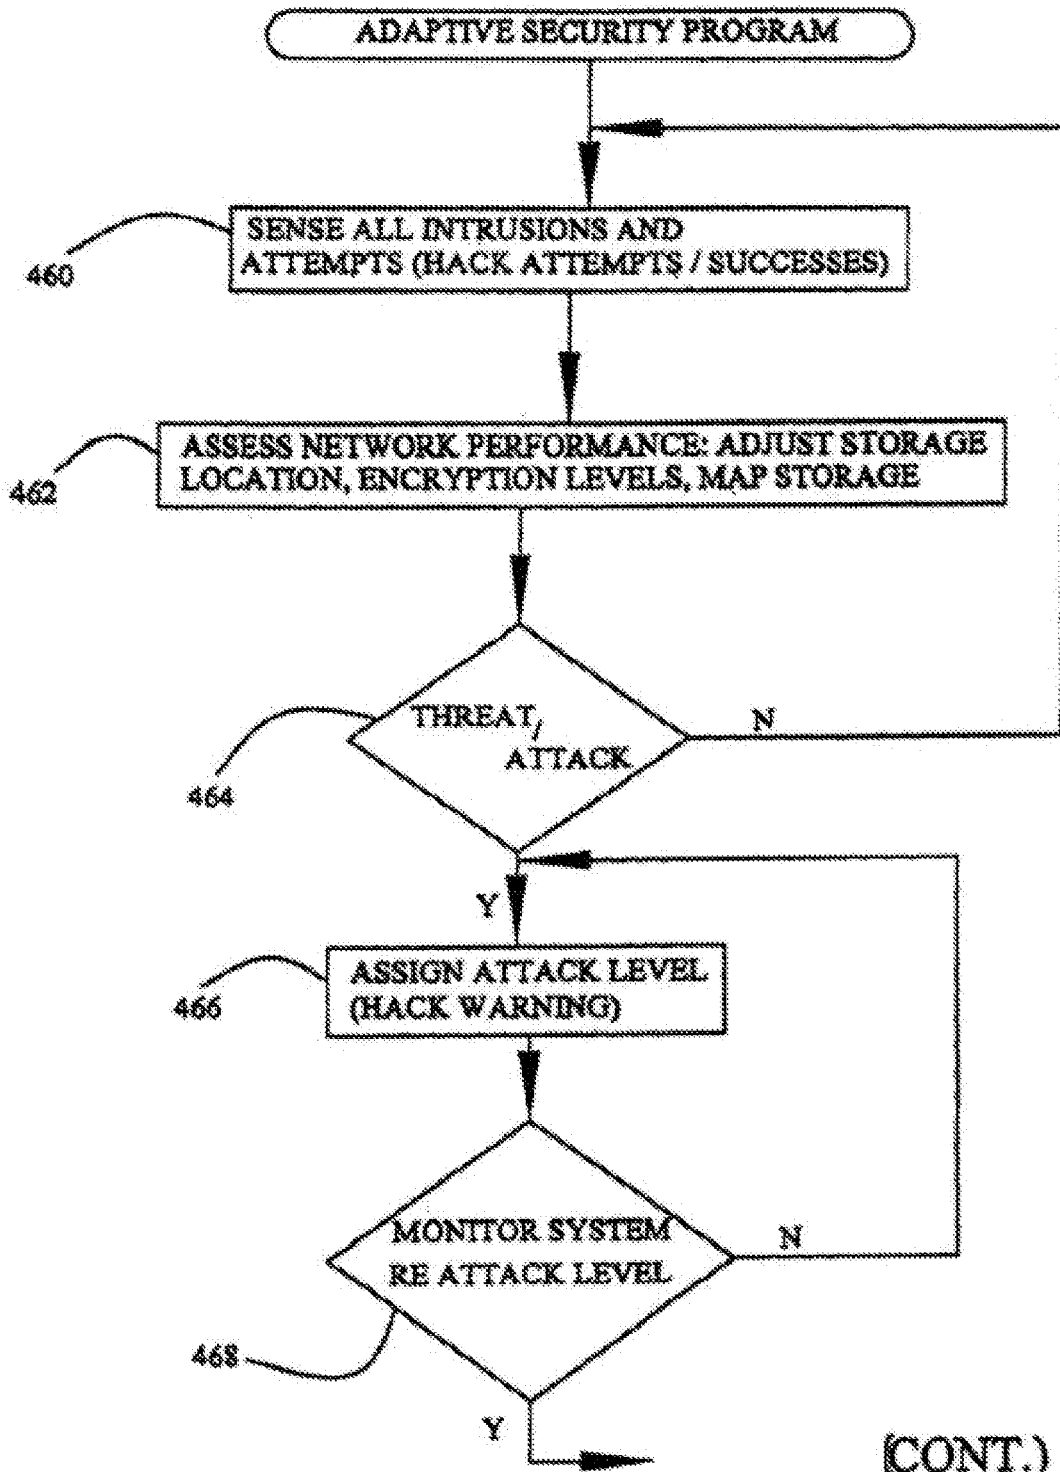 ADAPTIVE SECURITY PROGRAM
SENSE ALL INTRUSIONS AND
ATTEMPTS (HACK ATTEMPTS / SUCCESSES)
460
ASSESS NETWORK PERFORMANCE: ADJUST STORAGE
LOCATION, ENCRYPTION LEVELS, MAP STORAGE
462
THREAT/
ATTACK
N
464
Y
ASSIGN ATTACK LEVEL
(HACK WARNING)
466
MONITOR SYSTEM
RE ATTACK LEVEL
N
468
Y
(CONT.)